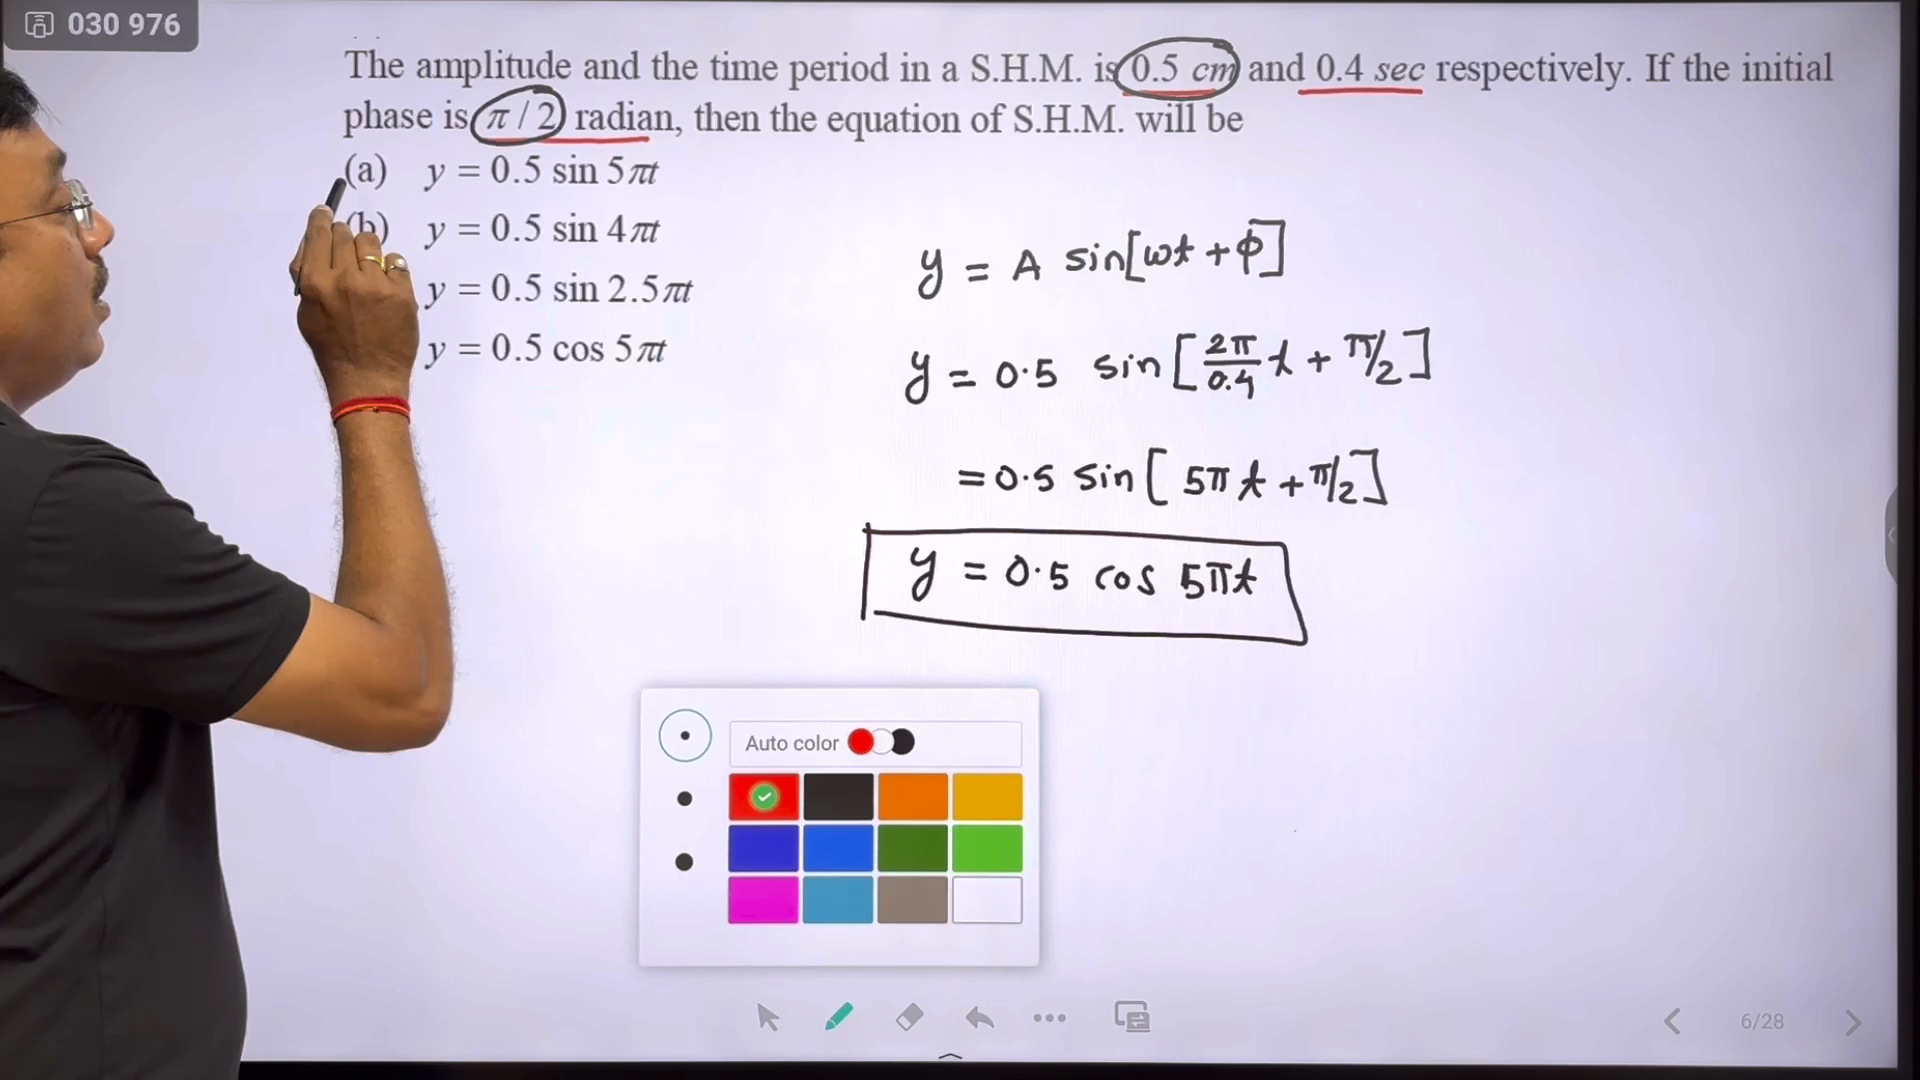 030 976
The amplitude and the time period in a S.H.M. is 0.5 cm and 0.4 sec respectively. If the initial
phase is π / 2 radian, then the equation of S.H.M. will be
(a) y = 0.5 sin 5πt
(b) y = 0.5 sin 4πt
y = 0.5 sin 2.5πt
y = 0.5 cos 5πt
y = A sin[ωt + ϕ]
y = 0.5 sin [2π/0.4 t + π/2]
= 0.5 sin [ 5π t + π/2]
y = 0.5 cos 5πt
Auto color
6/28